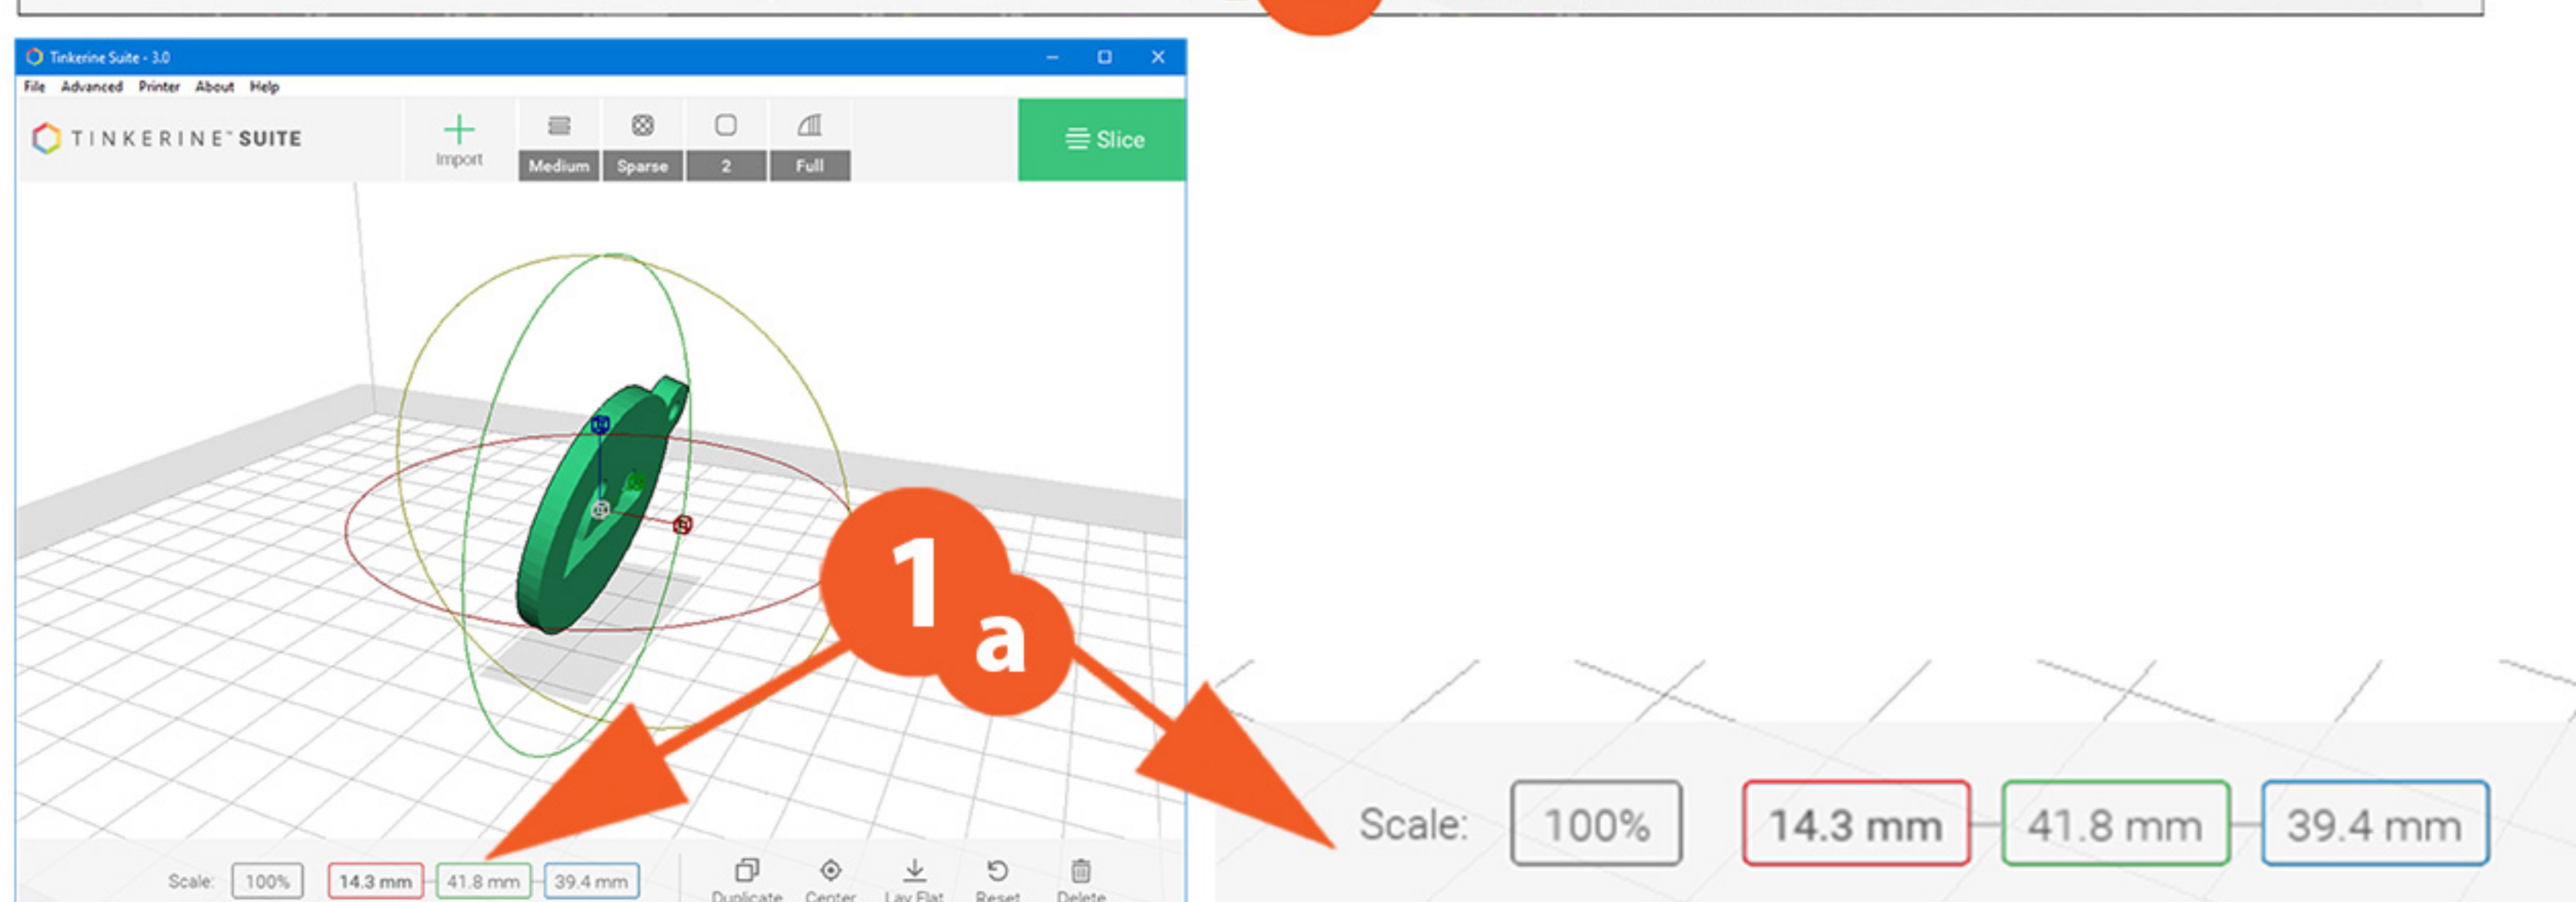 Tinkerine Suite - 3.0
File Advanced Printer About Help
TINKERINE™ SUITE
Import
Medium Sparse 2 Full
Slice
1
a
Scale: 100% 14.3 mm 41.8 mm 39.4 mm
Duplicate Center Lay Flat Reset Delete
Scale: 100% 14.3 mm 41.8 mm 39.4 mm